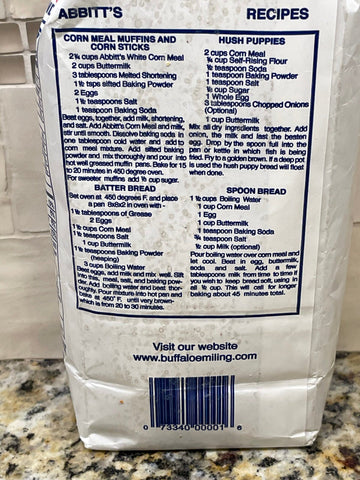 ABBITT'S RECIPES
CORN MEAL MUFFINS AND
CORN STICKS
2¼ cups Abbitt's White Corn Meal
2 cups Buttermilk
3 tablespoons Melted Shortening
1½ tsps sifted Baking Powder
2 Eggs
1½ teaspoons Salt
1 teaspoon Baking Soda
Beat eggs, together, add milk, shortening,
and salt. Add Abbitt's Corn Meal and milk,
stir until smooth. Dissolve baking soda in
one tablespoon cold water and add to
corn meal mixture. Add sifted baking
powder and mix thoroughly and pour into
hot well greased muffin pans. Bake for 15
to 20 minutes in 450 degree oven.
For sweeter muffins add ½ cup sugar.
HUSH PUPPIES
2 cups Corn Meal
¾ cup Self-Rising Flour
½ teaspoon Soda
1 teaspoon Baking Powder
1 teaspoon Salt
½ cup Sugar
1 Whole Egg
3 tablespoons Chopped Onions
(Optional)
1 cup Buttermilk
Mix all dry ingredients together. Add
onion, the milk and last the beaten
egg. Drop by the spoon full into the
pan or kettle in which fish is being
fried. Fry to a golden brown. If a deep pot
is used the hush puppy bread will float
when done.
BATTER BREAD
Set oven at 450 degrees F. and place
a pan 8x8x2 in oven with -
1½ tablespoons of Grease
2 Eggs
1½ cups Corn Meal
1½ teaspoons Salt
1 cup Buttermilk
1½ teaspoons Baking Powder
(heaping)
3 cups Boiling Water
Beat eggs, add milk and mix well. Sift
into this, meal, salt, and baking pow-
der. Add boiling water and beat thor-
oughly. Pour mixture into hot pan and
bake at 450° F. until very brown-
which is from 20 to 30 minutes.
SPOON BREAD
1½ cups Boiling Water
1 cup Corn Meal
1 Egg
1 cup Buttermilk
1 teaspoon Baking Soda
¾ teaspoon Salt
½ cup Milk (optional)
Pour boiling water over corn meal and
let cool. Beat in egg, buttermilk,
soda and salt. Add a few
tablespoons milk from time to time if
you wish to keep bread soft, using in
all ½ cup. This will call for longer
baking about 45 minutes total.
Visit our website
www.buffaloemiling.com
0 73340 00001 6